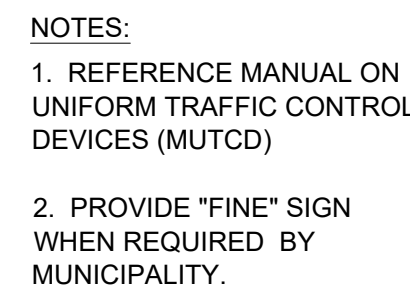 NOTES:
1. REFERENCE MANUAL ON
UNIFORM TRAFFIC CONTROL
DEVICES (MUTCD)
2. PROVIDE "FINE" SIGN
WHEN REQUIRED BY
MUNICIPALITY.